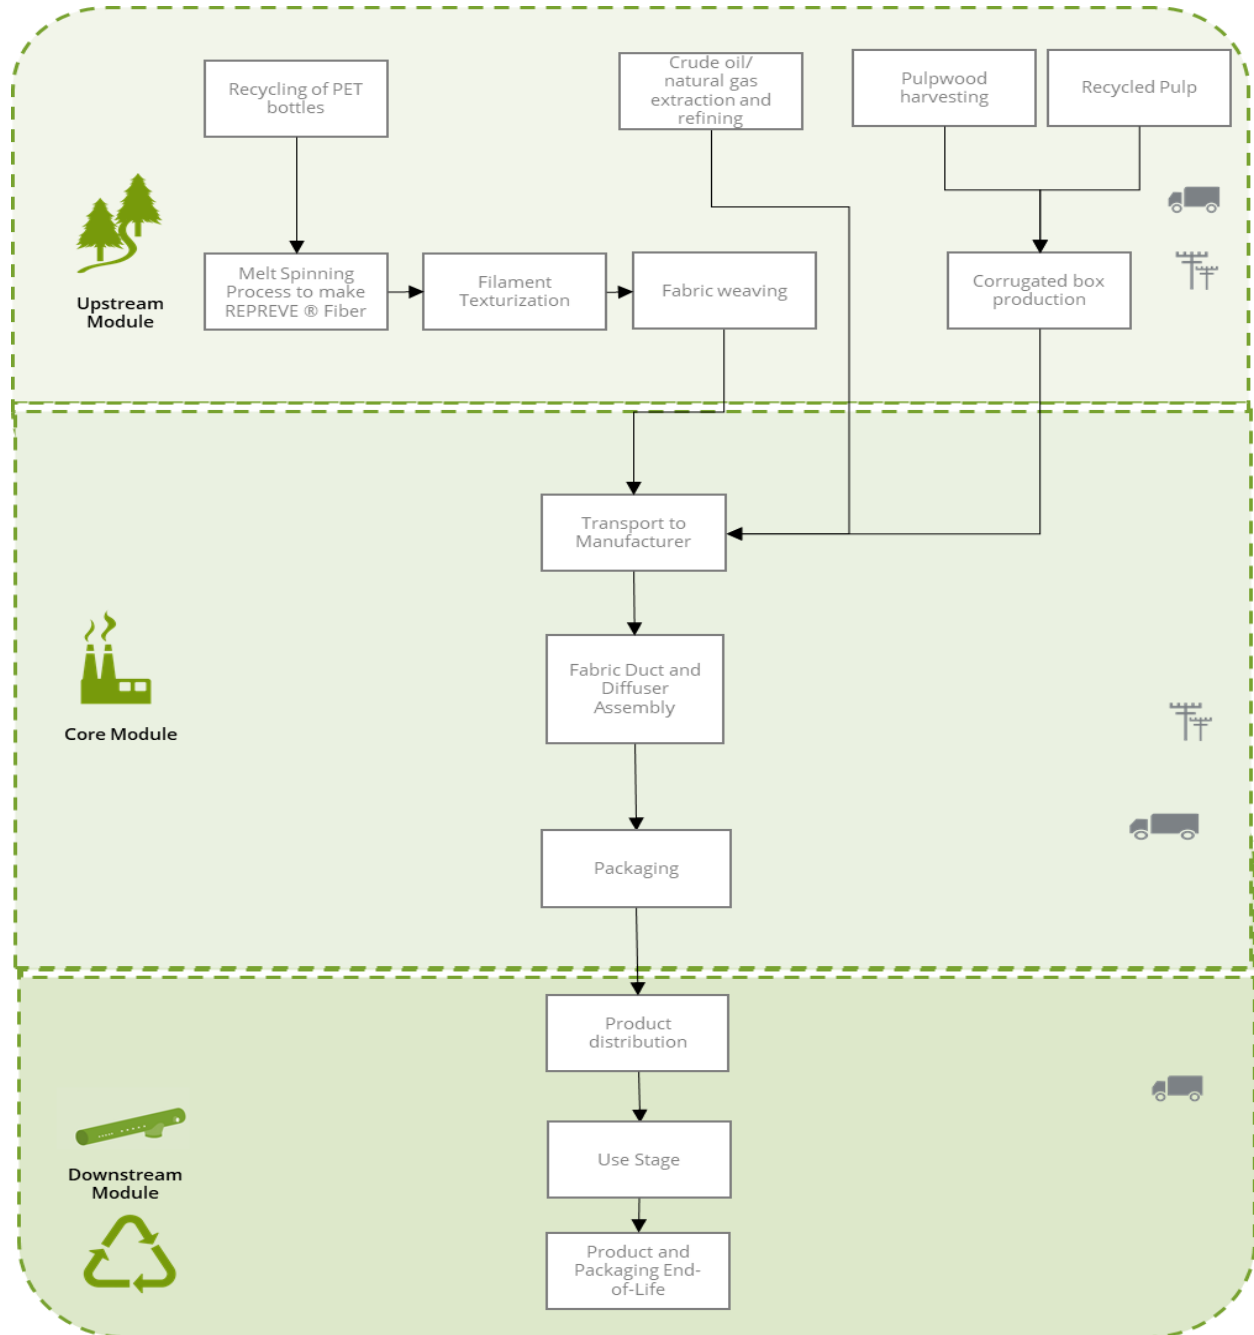 Recycling of PET
bottles
Crude oil/
natural gas
extraction and
refining
Pulpwood
harvesting
Recycled Pulp
Melt Spinning
Process to make
REPREVE ® Fiber
Filament
Texturization
Fabric weaving
Corrugated box
production
Upstream
Module
Transport to
Manufacturer
Fabric Duct and
Diffuser
Assembly
Core Module
Packaging
Product
distribution
Use Stage
Downstream
Module
Product and
Packaging End-
of-Life